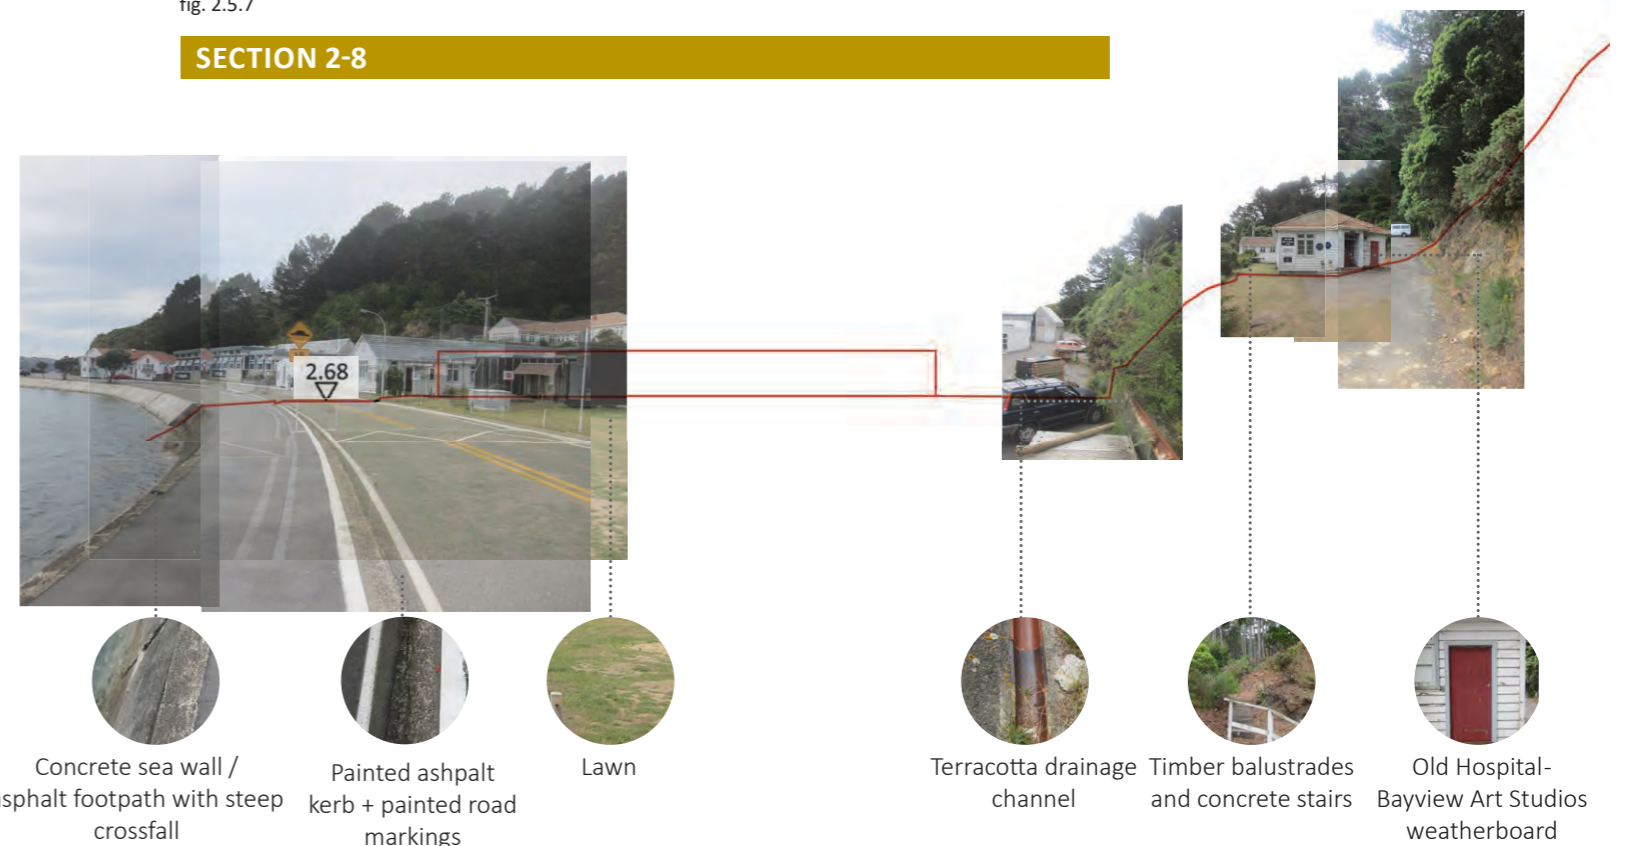 fig. 2.5.7
SECTION 2-8
2.68
Concrete sea wall /
asphalt footpath with steep
crossfall
Painted ashpalt
kerb + painted road
markings
Lawn
Terracotta drainage
channel
Timber balustrades
and concrete stairs
Old Hospital-
Bayview Art Studios
weatherboard